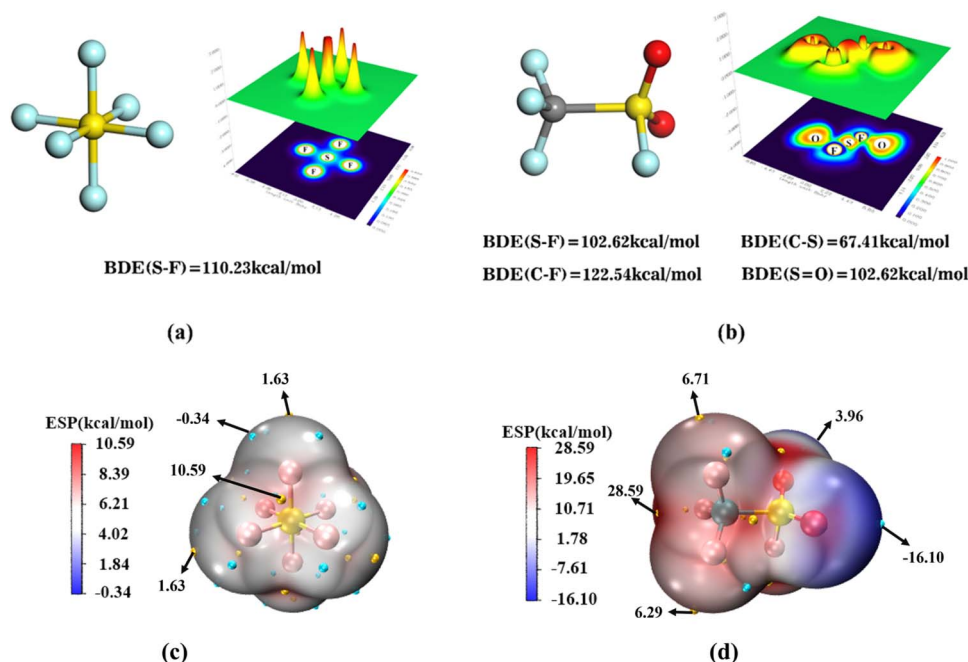 F
F
S
F
F
O
S
F
F
O
BDE(S-F)=110.23kcal/mol
BDE(S-F)=102.62kcal/mol
BDE(C-S)=67.41kcal/mol
BDE(C-F)=122.54kcal/mol
BDE(S=O)=102.62kcal/mol
(a)
(b)
ESP(kcal/mol)
10.59
8.39
6.21
4.02
1.84
-0.34
1.63
-0.34
10.59
1.63
ESP(kcal/mol)
28.59
19.65
10.71
1.78
-7.61
-16.10
6.71
3.96
28.59
-16.10
6.29
(c)
(d)